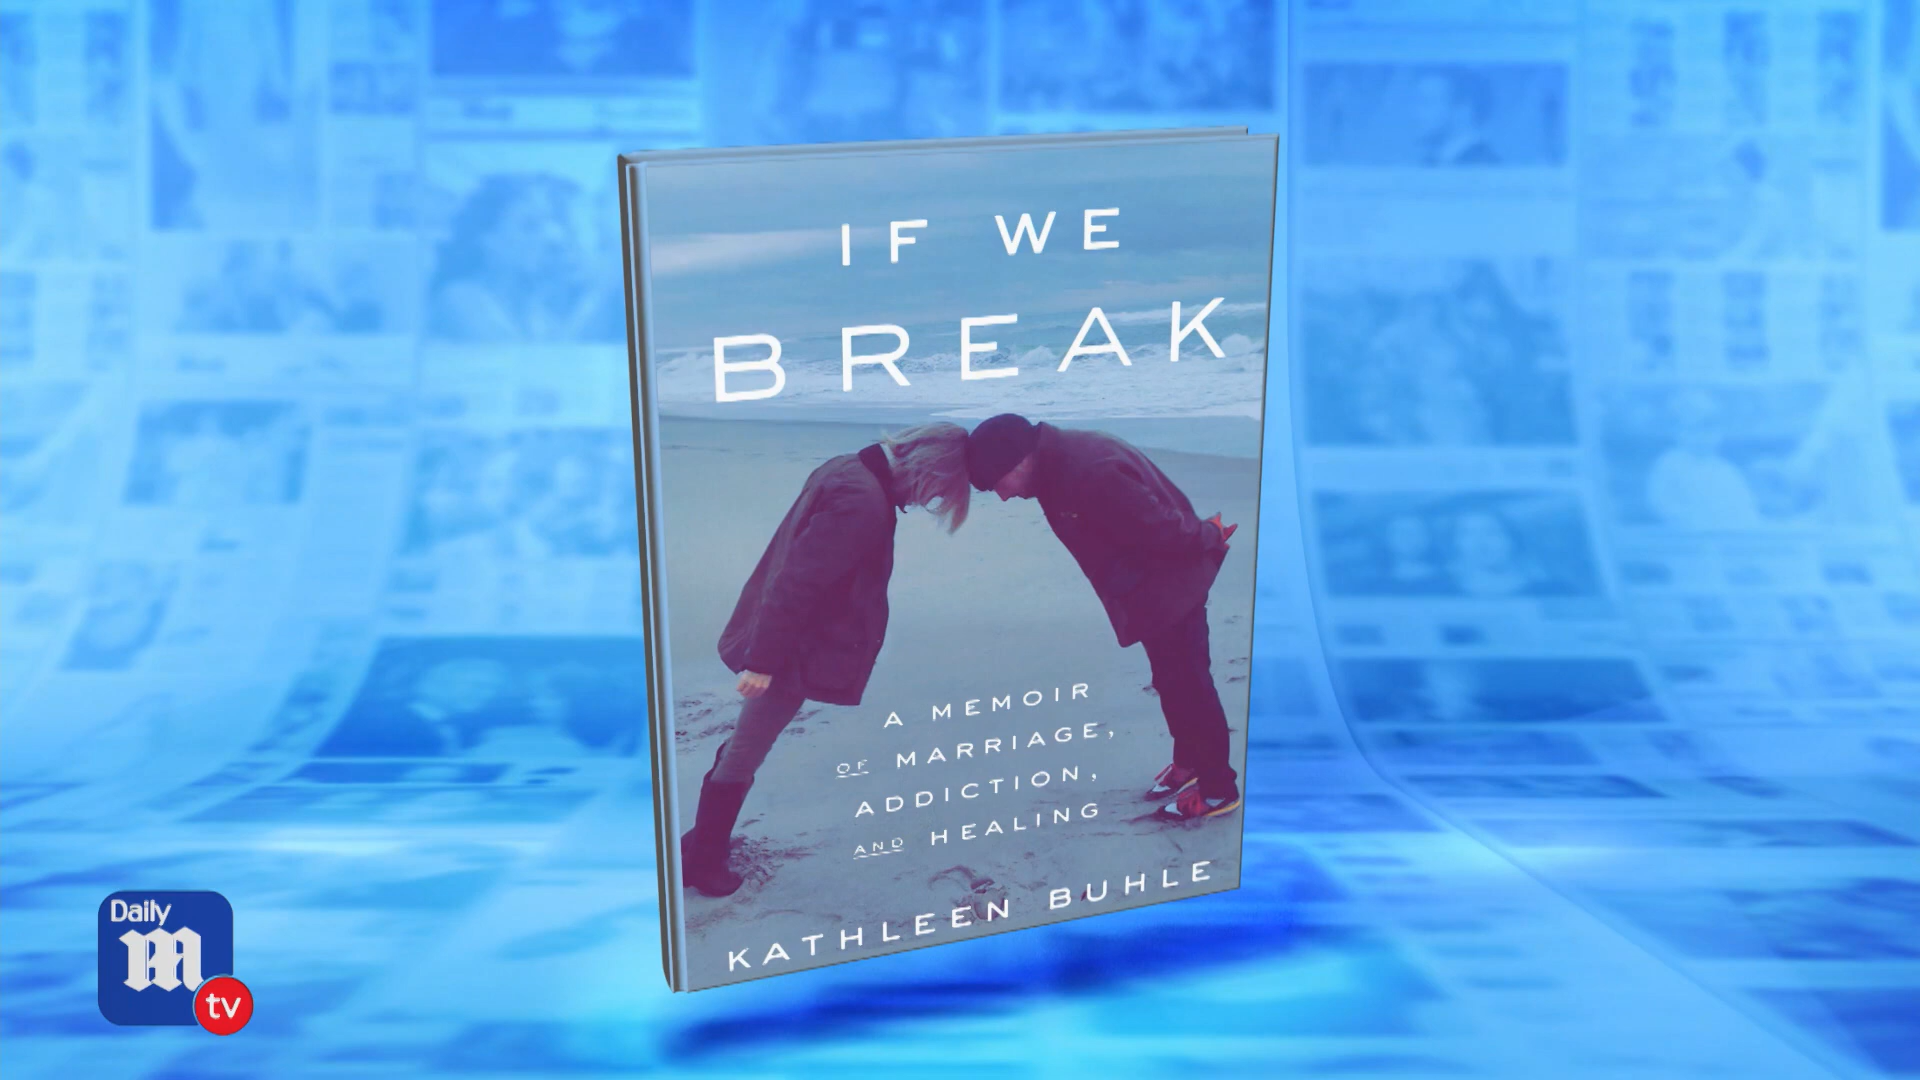 IF WE
BREAK
A MEMOIR
OF MARRIAGE,
ADDICTION,
AND HEALING
KATHLEEN BUHLE
Daily
M
tv